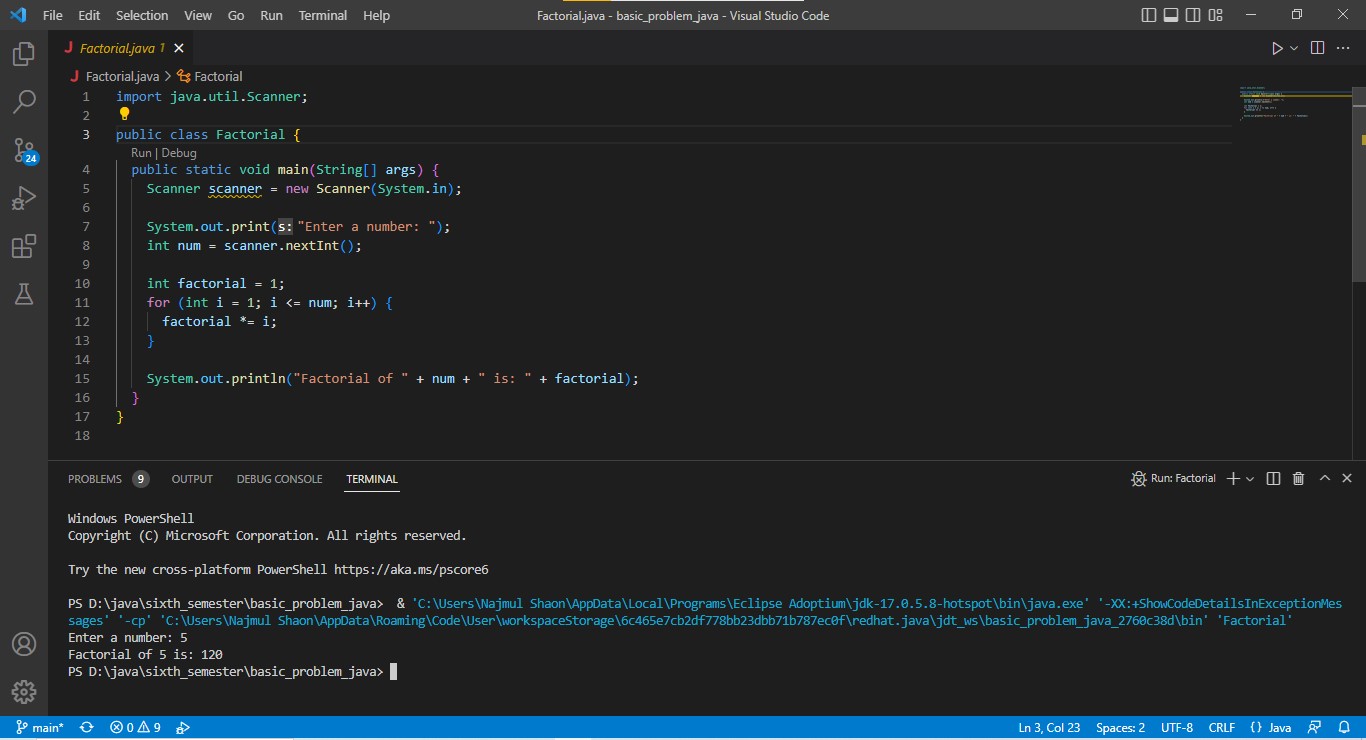 File Edit Selection View Go Run Terminal Help Factorial.java - basic_problem_java - Visual Studio Code
J Factorial.java 1
J Factorial.java > Factorial
1 import java.util.Scanner;
2
3 public class Factorial {
Run | Debug
4 public static void main(String[] args) {
5 Scanner scanner = new Scanner(System.in);
6
7 System.out.print(s: "Enter a number: ");
8 int num = scanner.nextInt();
9
10 int factorial = 1;
11 for (int i = 1; i <= num; i++) {
12 factorial *= i;
13 }
14
15 System.out.println("Factorial of " + num + " is: " + factorial);
16 }
17 }
18
24
PROBLEMS 9 OUTPUT DEBUG CONSOLE TERMINAL Run: Factorial
Windows PowerShell
Copyright (C) Microsoft Corporation. All rights reserved.
Try the new cross-platform PowerShell https://aka.ms/pscore6
PS D:\java\sixth_semester\basic_problem_java>  & 'C:\Users\Najmul Shaon\AppData\Local\Programs\Eclipse Adoptium\jdk-17.0.5.8-hotspot\bin\java.exe' '-XX:+ShowCodeDetailsInExceptionMes
sages' '-cp' 'C:\Users\Najmul Shaon\AppData\Roaming\Code\User\workspaceStorage\6c465e7cb2df778bb23dbb71b787ec0f\redhat.java\jdt_ws\basic_problem_java_2760c38d\bin' 'Factorial'
Enter a number: 5
Factorial of 5 is: 120
PS D:\java\sixth_semester\basic_problem_java>
main* 0 9 Ln 3, Col 23 Spaces: 2 UTF-8 CRLF {} Java